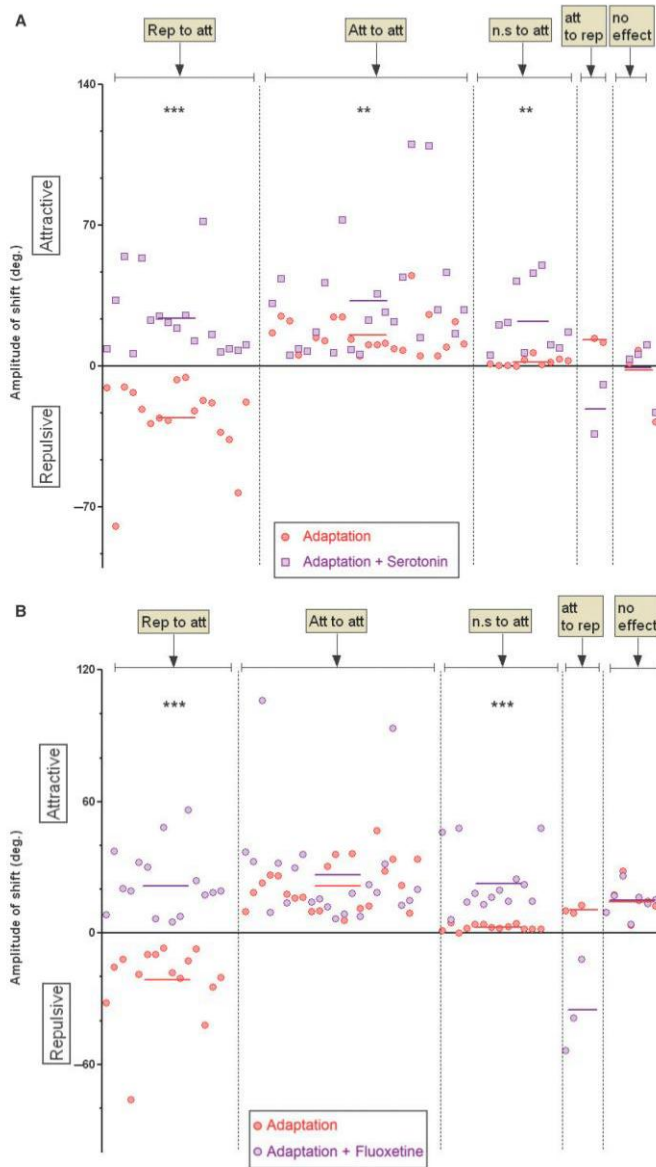 A
Rep to att
Att to att
n.s to att
att
to rep
no
effect
140
***
**
**
70
0
–70
Attractive
Amplitude of shift (deg.)
Repulsive
Adaptation
Adaptation + Serotonin
B
Rep to att
Att to att
n.s to att
att
to rep
no
effect
120
***
***
60
0
–60
Attractive
Amplitude of shift (deg.)
Repulsive
Adaptation
Adaptation + Fluoxetine